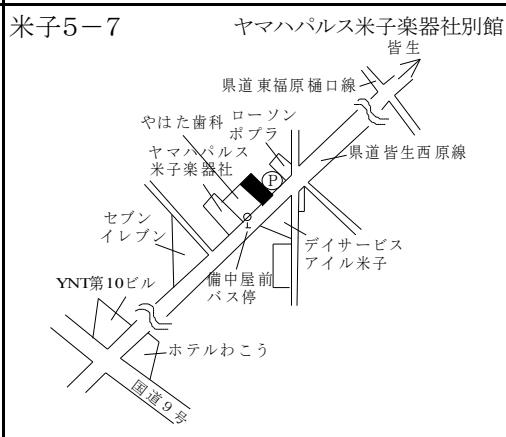 米子5−7
ヤマハパルス米子楽器社別館
皆生
県道東福原樋口線
ローソン
ポプラ
やはた歯科
ヤマハパルス
米子楽器社
P
県道皆生西原線
セブン
イレブン
デイサービス
アイル米子
備中屋前
バス停
YNT第10ビル
ホテルわこう
国道9号